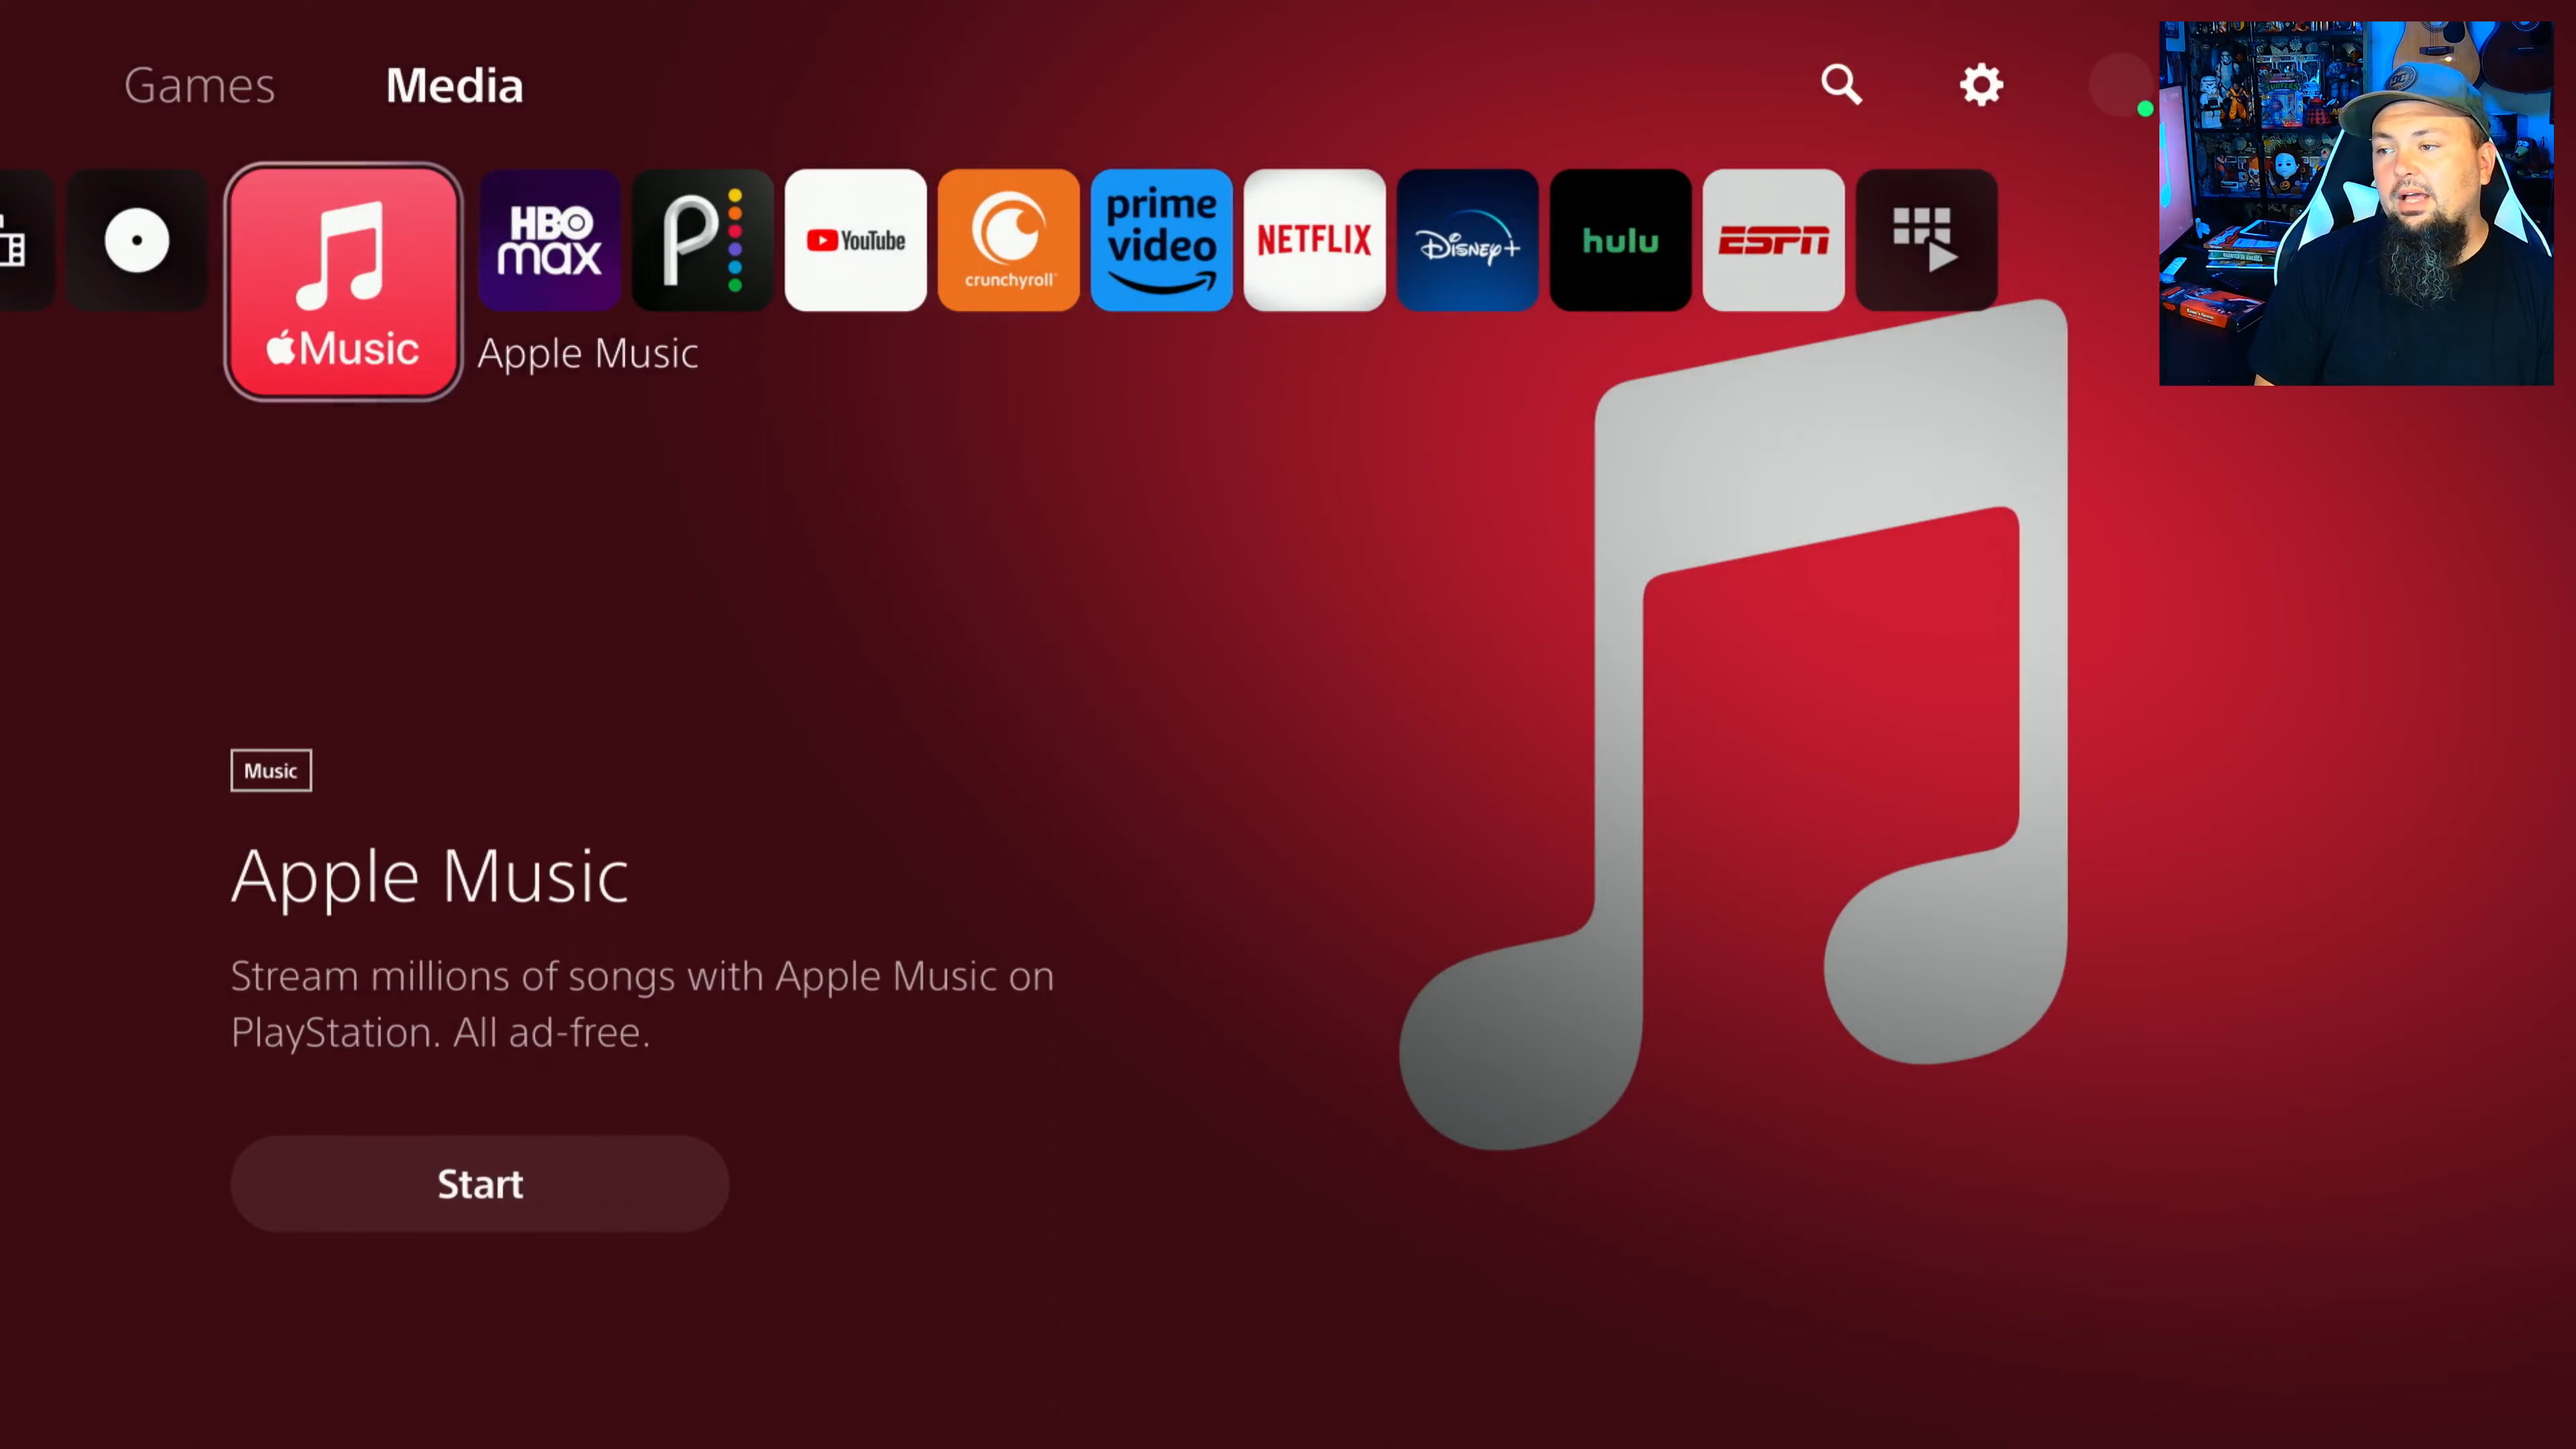 Games
Media
Music
HBO
max
YouTube
crunchyroll
prime
video
NETFLIX
Disney+
hulu
ESPN
Apple Music
Music
Apple Music
Stream millions of songs with Apple Music on
PlayStation. All ad-free.
Start